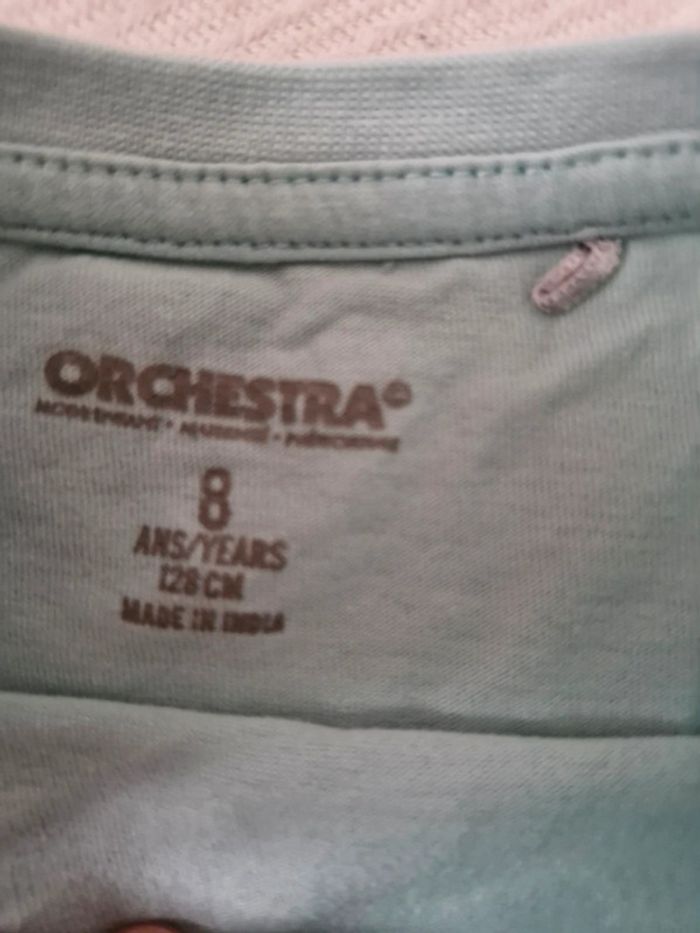 ORCHESTRA
8
ANS/YEARS
128 CM
MADE IN INDIA